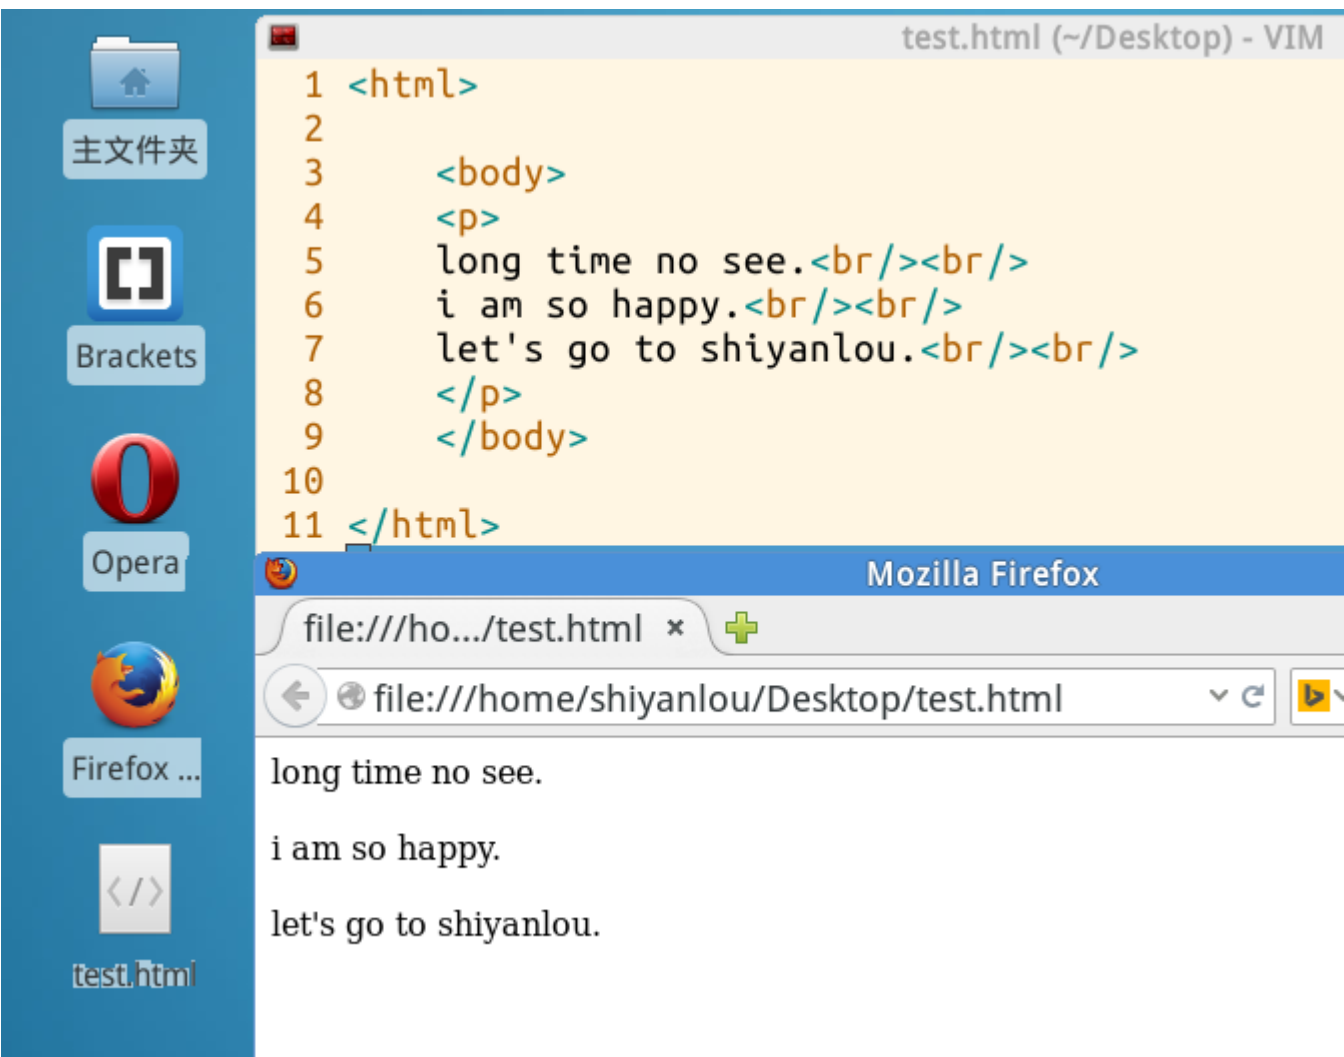 主文件夹
Brackets
Opera
Firefox ...
test.html
test.html (~/Desktop) - VIM
1 <html>
2
3     <body>
4     <p>
5     long time no see.<br/><br/>
6     i am so happy.<br/><br/>
7     let's go to shiyanlou.<br/><br/>
8     </p>
9     </body>
10
11 </html>
Mozilla Firefox
file:///ho.../test.html
file:///home/shiyanlou/Desktop/test.html
long time no see.
i am so happy.
let's go to shiyanlou.